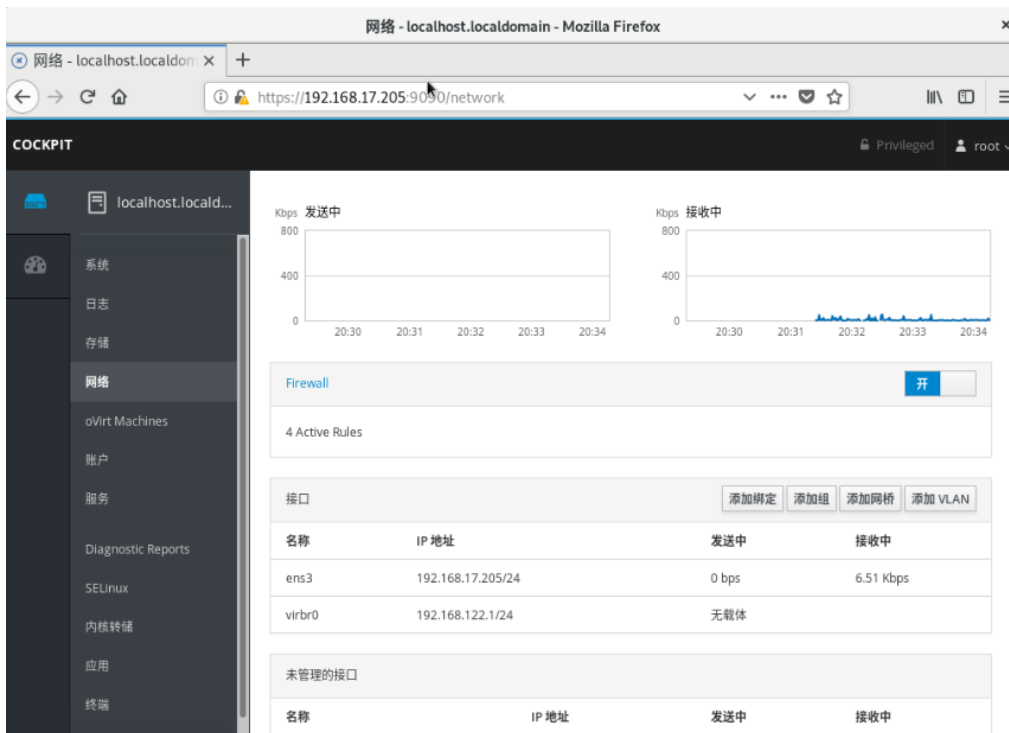 网络 - localhost.localdomain - Mozilla Firefox
网络 - localhost.localdom
https://192.168.17.205:9090/network
COCKPIT
Privileged
root
localhost.locald...
系统
日志
存储
网络
oVirt Machines
账户
服务
Diagnostic Reports
SELinux
内核转储
应用
终端
Kbps 发送中
800
400
0
20:30 20:31 20:32 20:33 20:34
Kbps 接收中
800
400
0
20:30 20:31 20:32 20:33 20:34
Firewall
开
4 Active Rules
接口
添加绑定 添加组 添加网桥 添加 VLAN
名称 IP 地址 发送中 接收中
ens3 192.168.17.205/24 0 bps 6.51 Kbps
virbr0 192.168.122.1/24 无载体
未管理的接口
名称 IP 地址 发送中 接收中